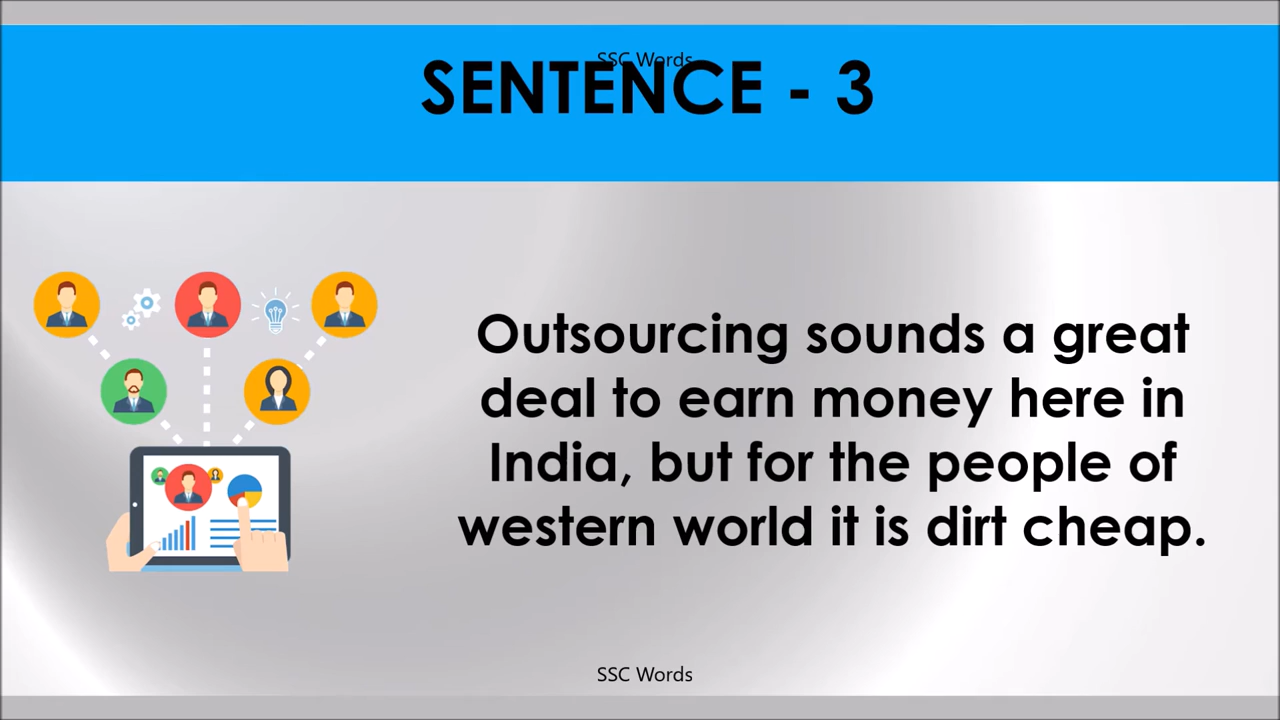 SSC Words
SENTENCE - 3
Outsourcing sounds a great
deal to earn money here in
India, but for the people of
western world it is dirt cheap.
SSC Words